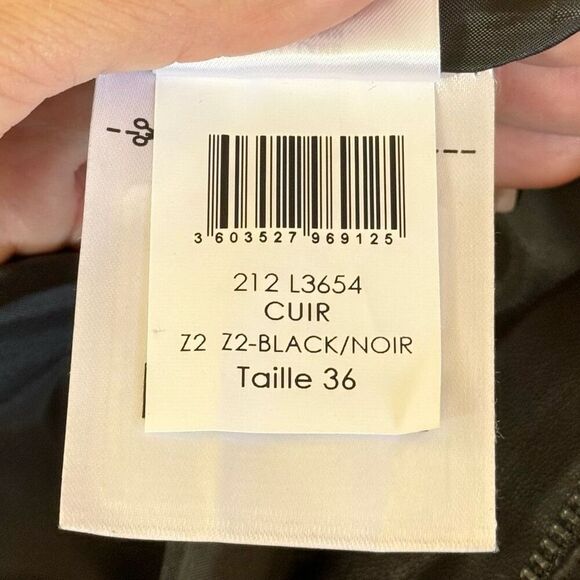 3 603527 969125
212 L3654
CUIR
Z2 Z2-BLACK/NOIR
Taille 36